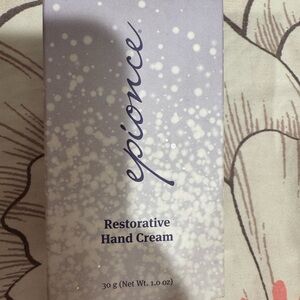 epionce
Restorative
Hand Cream
30 g (Net Wt. 1.0 oz)